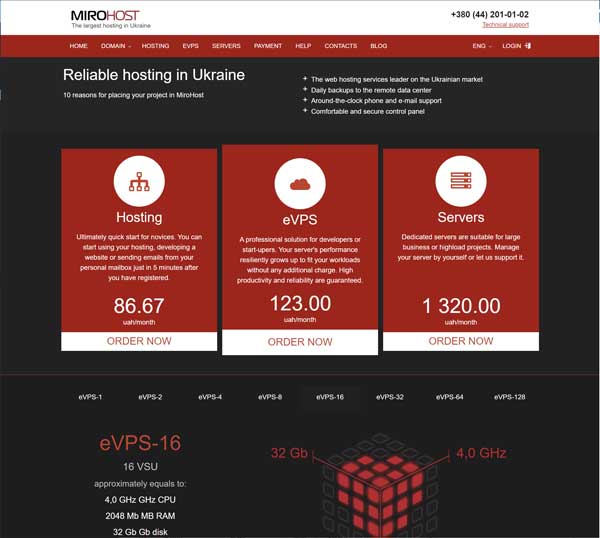 MIROHOST
The largest hosting in Ukraine
+380 (44) 201-01-02
Technical support
HOME DOMAIN HOSTING EVPS SERVERS PAYMENT HELP CONTACTS BLOG ENG LOGIN
Reliable hosting in Ukraine
10 reasons for placing your project in MiroHost
+ The web hosting services leader on the Ukrainian market
+ Daily backups to the remote data center
+ Around-the-clock phone and e-mail support
+ Comfortable and secure control panel
Hosting
Ultimately quick start for novices. You can
start using your hosting, developing a
website or sending emails from your
personal mailbox just in 5 minutes after
you have registered.
86.67
uah/month
ORDER NOW
eVPS
A professional solution for developers or
start-upers. Your server's performance
resiliently grows up to fit your workloads
without any additional charge. High
productivity and reliability are guaranteed.
123.00
uah/month
ORDER NOW
Servers
Dedicated servers are suitable for large
business or highload projects. Manage
your server by yourself or let us support it.
1 320.00
uah/month
ORDER NOW
eVPS-1 eVPS-2 eVPS-4 eVPS-8 eVPS-16 eVPS-32 eVPS-64 eVPS-128
eVPS-16
16 VSU
approximately equals to:
4,0 GHz GHz CPU
2048 Mb MB RAM
32 Gb Gb disk
32 Gb
4,0 GHz